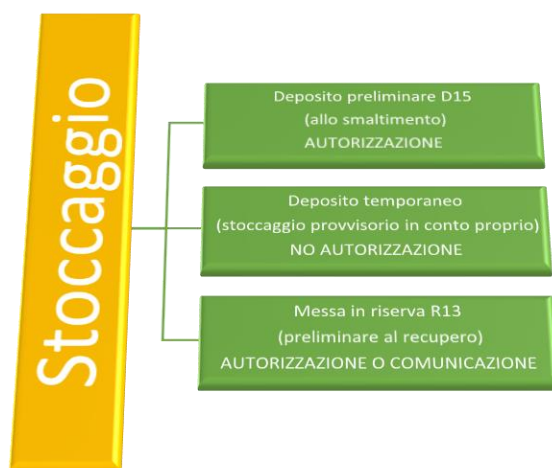 Stoccaggio
Deposito preliminare D15
(allo smaltimento)
AUTORIZZAZIONE
Deposito temporaneo
(stoccaggio provvisorio in conto proprio)
NO AUTORIZZAZIONE
Messa in riserva R13
(preliminare al recupero)
AUTORIZZAZIONE O COMUNICAZIONE